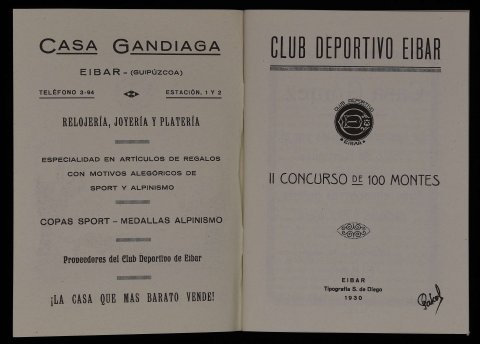 CASA GANDIAGA
EIBAR - (GUIPÚZCOA)
TELÉFONO 3-94 ESTACIÓN, 1 Y 2
RELOJERÍA, JOYERÍA Y PLATERÍA
ESPECIALIDAD EN ARTÍCULOS DE REGALOS
CON MOTIVOS ALEGÓRICOS DE
SPORT Y ALPINISMO
COPAS SPORT - MEDALLAS ALPINISMO
Proveedores del Club Deportivo de Eibar
¡LA CASA QUE MAS BARATO VENDE!
CLUB DEPORTIVO EIBAR
CLUB DEPORTIVO
EIBAR
II CONCURSO DE 100 MONTES
EIBAR
Tipografía S. de Diego
1930